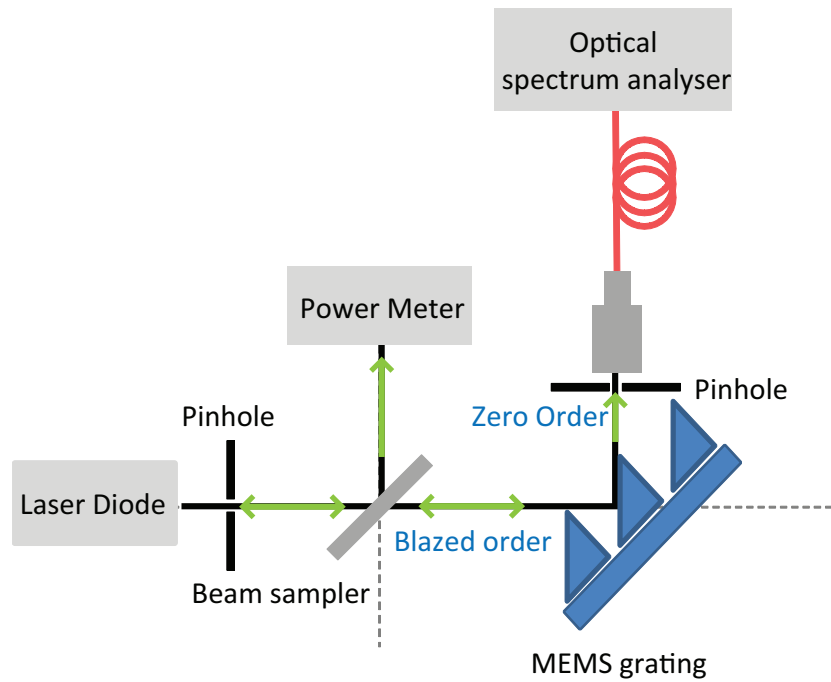 Optical
spectrum analyser
Power Meter
Pinhole
Zero Order
Pinhole
Laser Diode
Blazed order
Beam sampler
MEMS grating